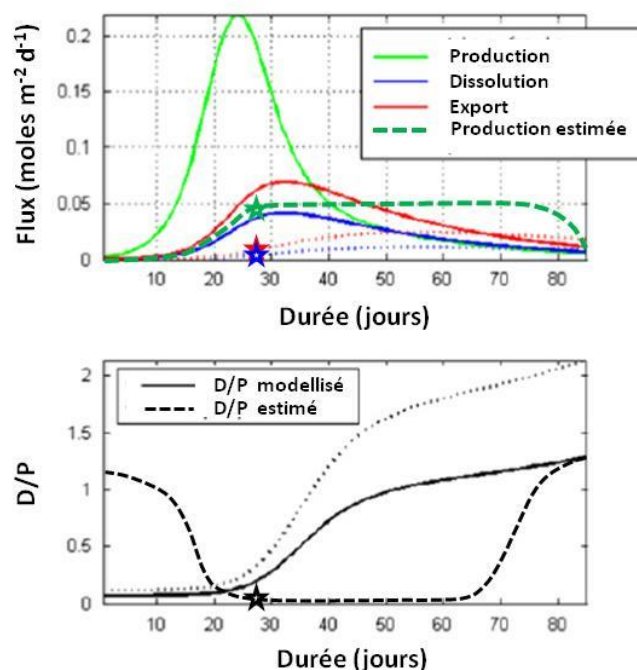 0.2
0.15
0.1
0.05
0
Flux (moles m⁻² d⁻¹)
Production
Dissolution
Export
Production estimée
10 20 30 40 50 60 70 80
Durée (jours)
2
1.5
1
0.5
0
D/P
D/P modellisé
D/P estimé
10 20 30 40 50 60 70 80
Durée (jours)